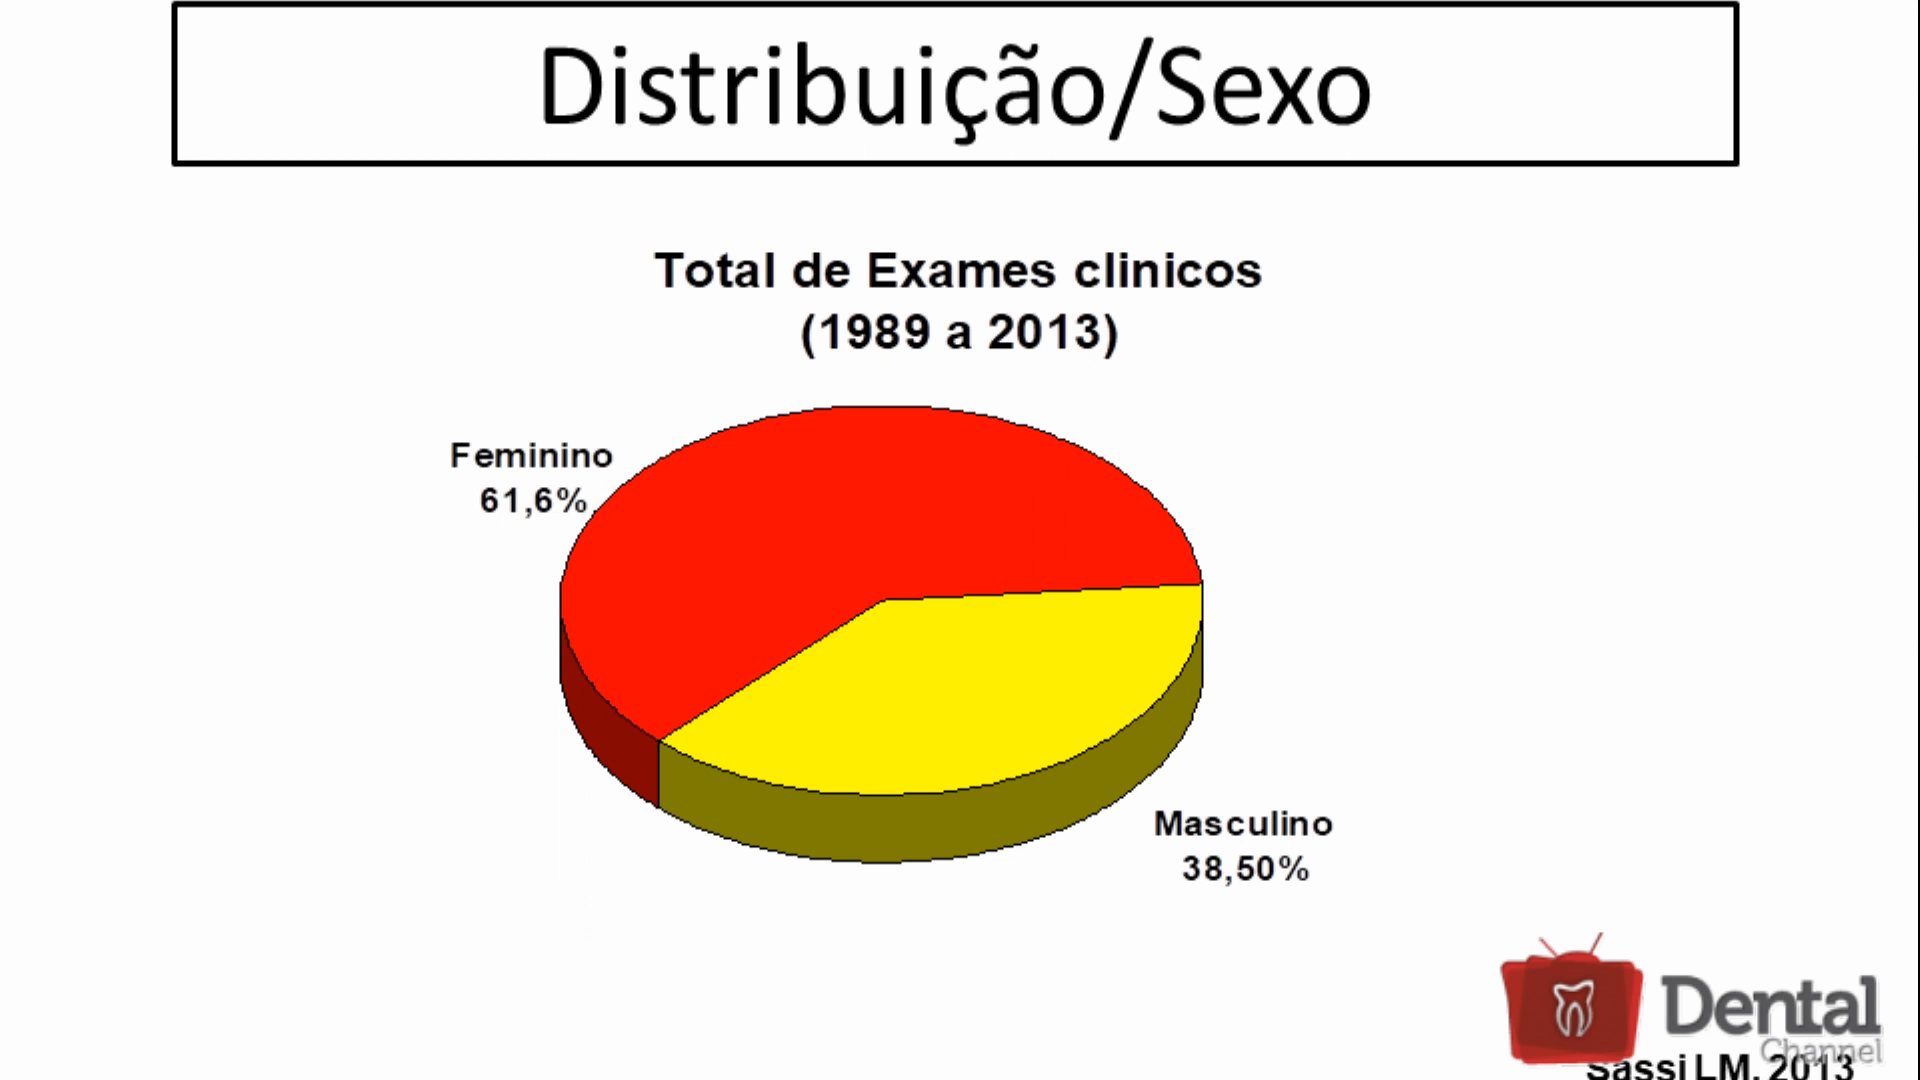 Distribuição/Sexo
Total de Exames clinicos
(1989 a 2013)
Feminino
61,6%
Masculino
38,50%
Dental
Channel
Sassi LM, 2013